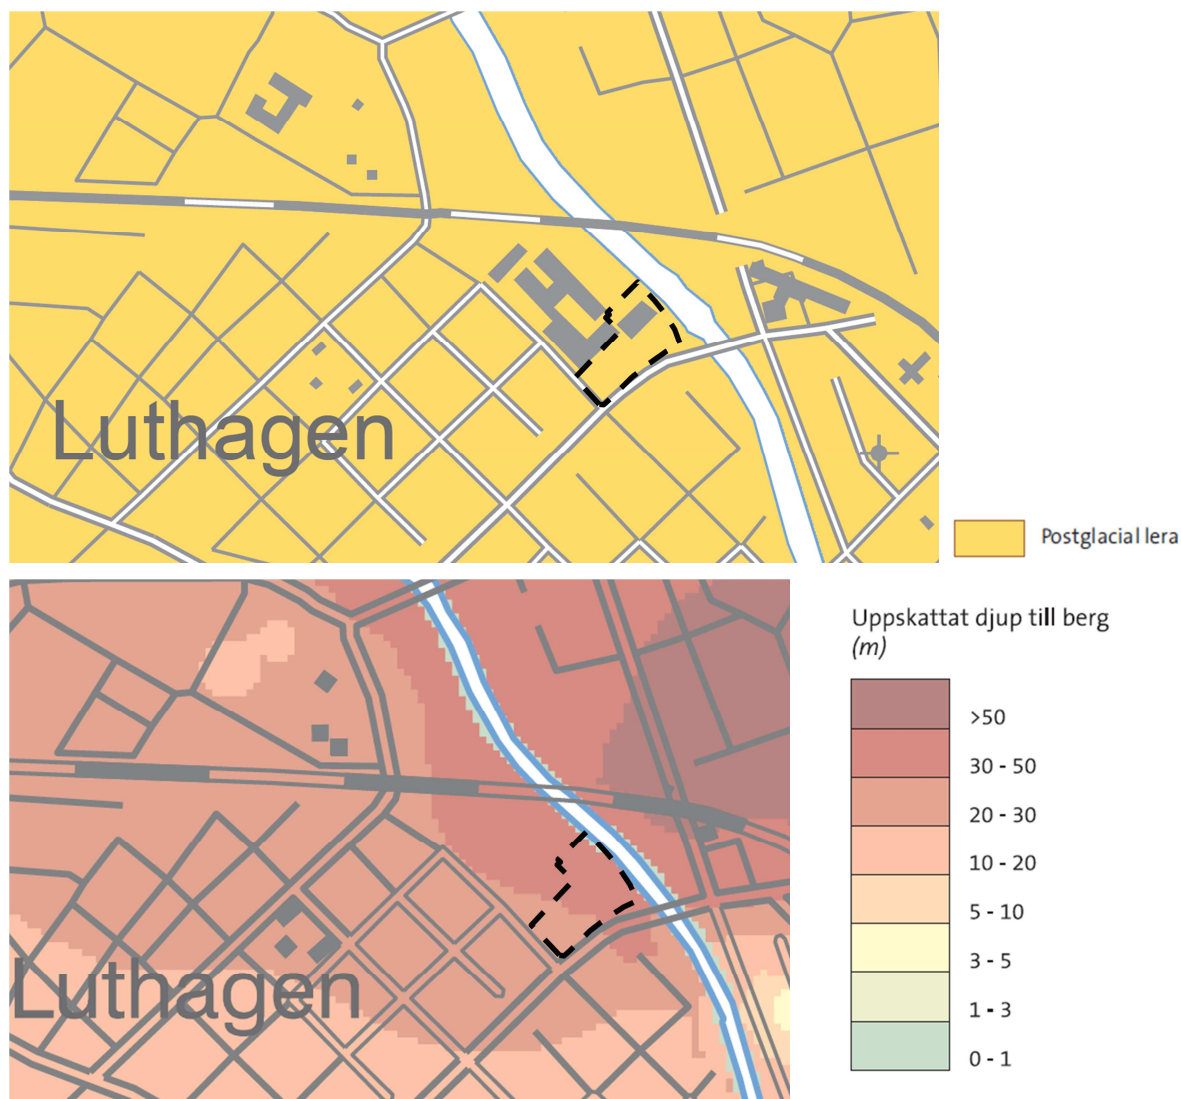 Luthagen
Postglacial lera
Uppskattat djup till berg
(m)
>50
30 - 50
20 - 30
10 - 20
5 - 10
3 - 5
1 - 3
0 - 1
Luthagen